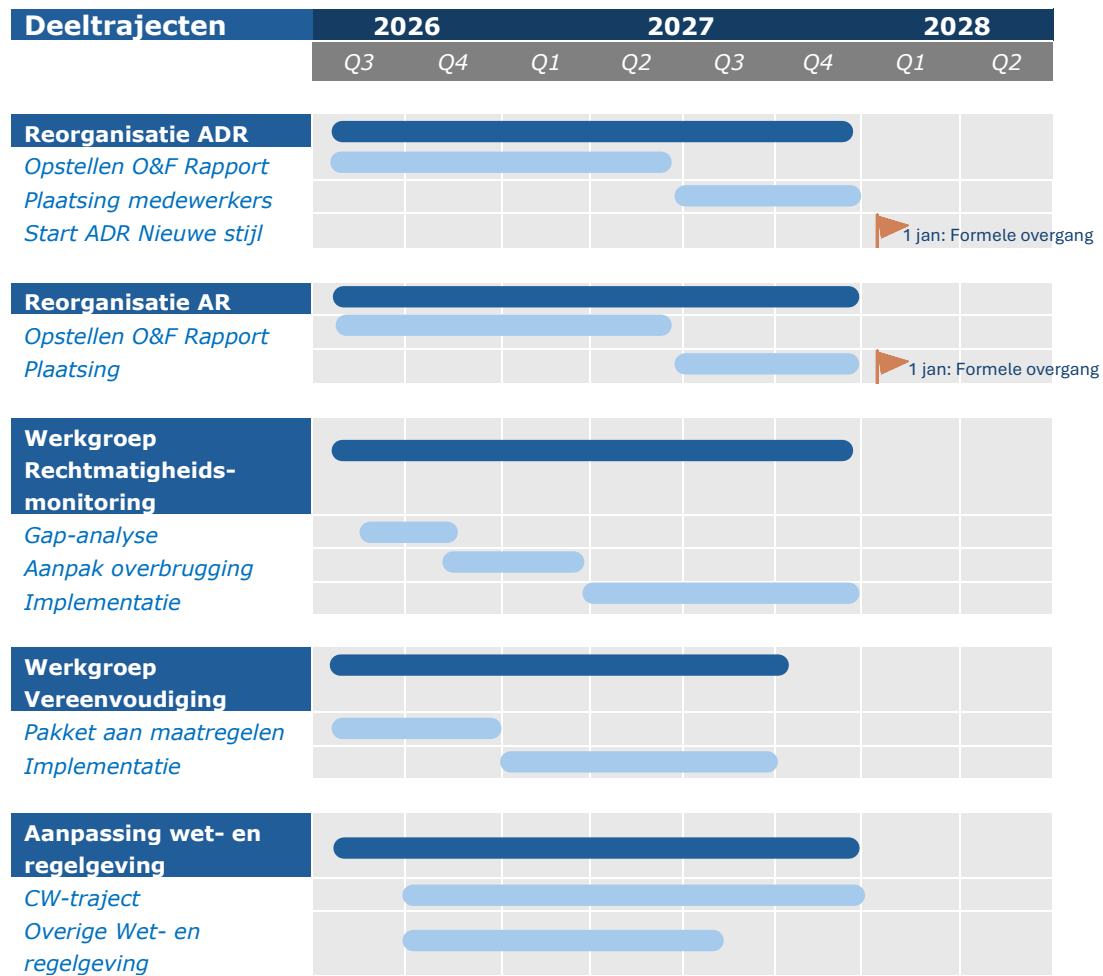 Deeltrajecten 2026 2027 2028
Q3 Q4 Q1 Q2 Q3 Q4 Q1 Q2
Reorganisatie ADR
Opstellen O&F Rapport
Plaatsing medewerkers
Start ADR Nieuwe stijl 1 jan: Formele overgang
Reorganisatie AR
Opstellen O&F Rapport
Plaatsing 1 jan: Formele overgang
Werkgroep
Rechtmatigheids-
monitoring
Gap-analyse
Aanpak overbrugging
Implementatie
Werkgroep
Vereenvoudiging
Pakket aan maatregelen
Implementatie
Aanpassing wet- en
regelgeving
CW-traject
Overige Wet- en
regelgeving